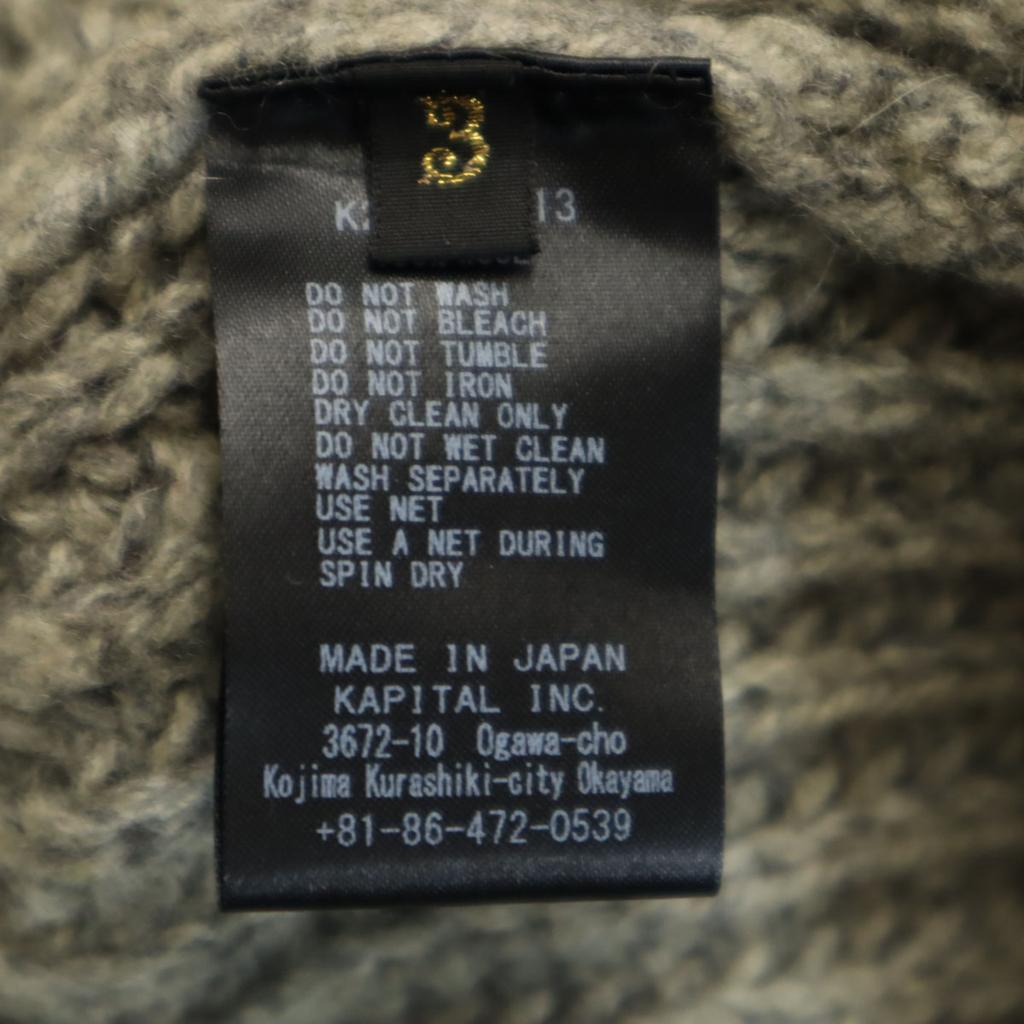 3
13
DO NOT WASH
DO NOT BLEACH
DO NOT TUMBLE
DO NOT IRON
DRY CLEAN ONLY
DO NOT WET CLEAN
WASH SEPARATELY
USE NET
USE A NET DURING
SPIN DRY
MADE IN JAPAN
KAPITAL INC.
3672-10 Ogawa-cho
Kojima Kurashiki-city Okayama
+81-86-472-0539